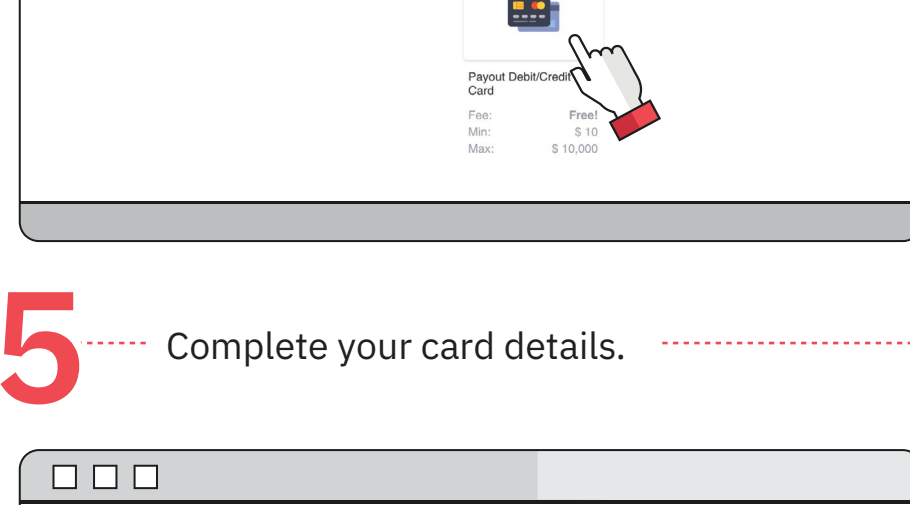 Payout Debit/Credit
Card
Fee: Free!
Min: $ 10
Max: $ 10,000
5 Complete your card details.